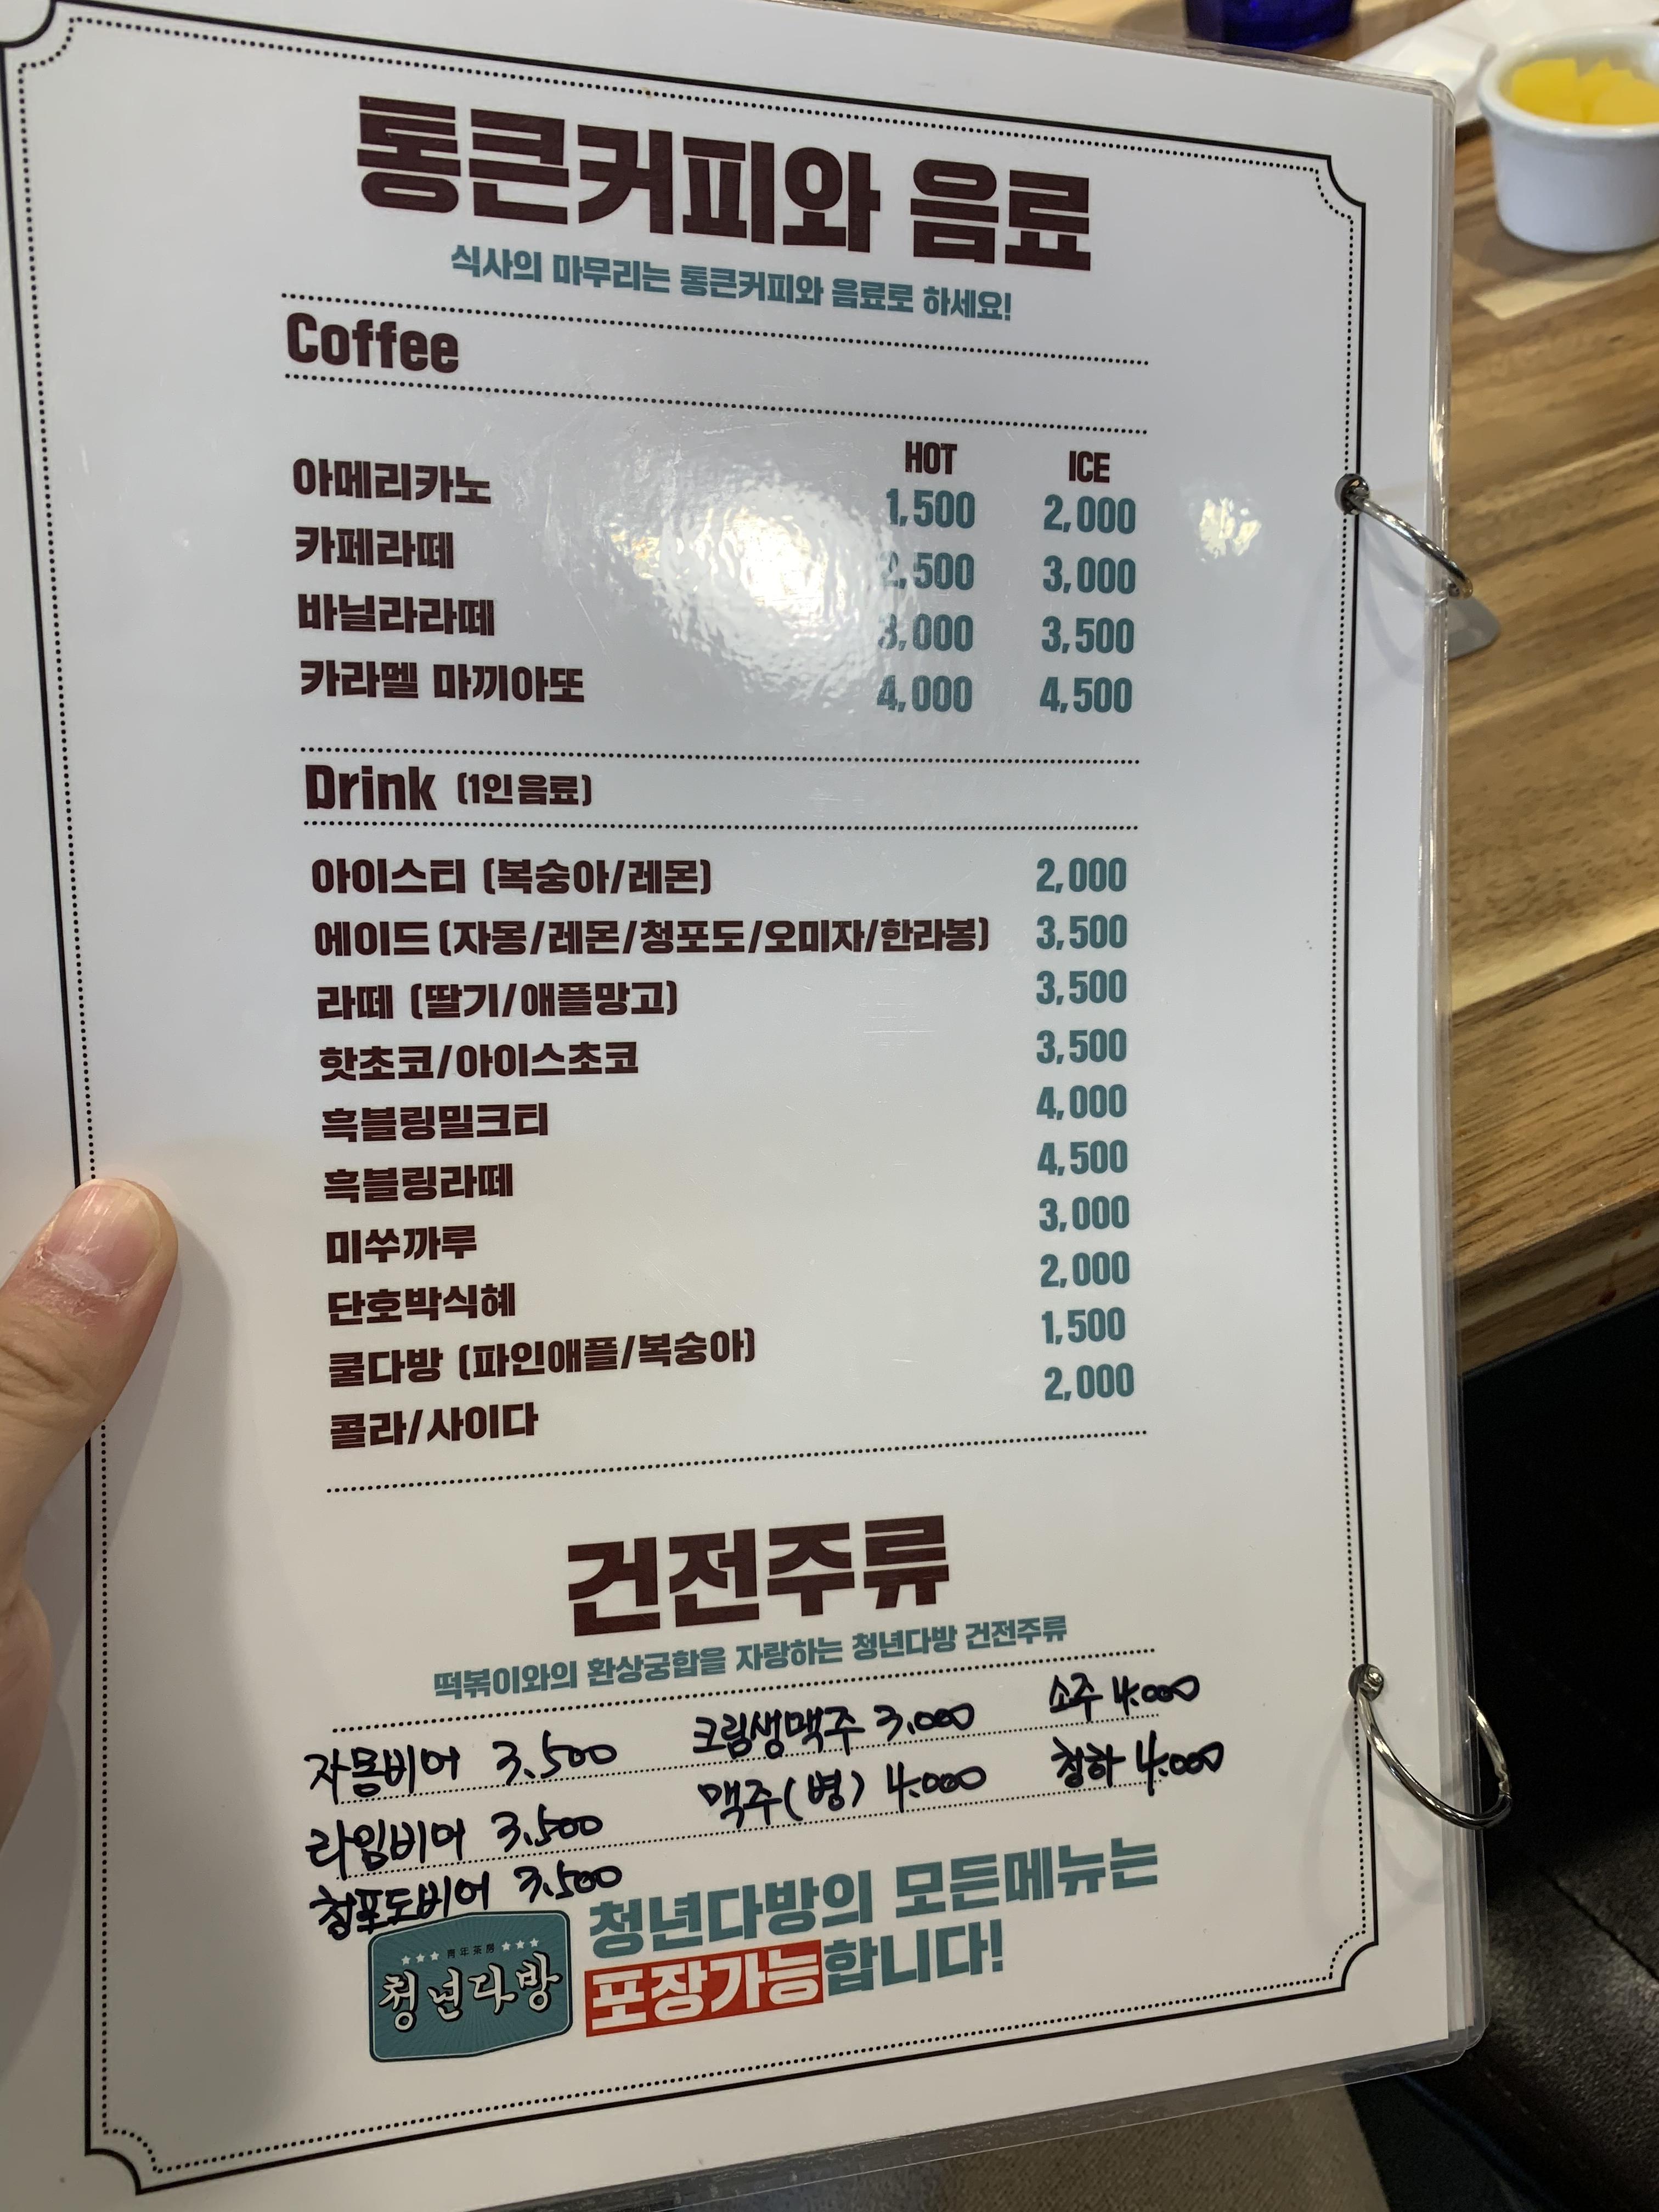 통큰커피와 음료
식사의 마무리는 통큰커피와 음료로 하세요!
Coffee
HOT ICE
아메리카노 1,500 2,000
카페라떼 2,500 3,000
바닐라라떼 3,000 3,500
카라멜 마끼아또 4,000 4,500
Drink (1인음료)
아이스티 (복숭아/레몬) 2,000
에이드 (자몽/레몬/청포도/오미자/한라봉) 3,500
라떼 (딸기/애플망고) 3,500
핫초코/아이스초코 3,500
흑블링밀크티 4,000
흑블링라떼 4,500
미쑤까루 3,000
단호박식혜 2,000
쿨다방 (파인애플/복숭아) 1,500
콜라/사이다 2,000
건전주류
떡볶이와의 환상궁합을 자랑하는 청년다방 건전주류
자몽비어 3.500 크림생맥주 3.000 소주 4.000
라임비어 3.500 맥주(병) 4.000 청하 4.000
청포도비어 3.500
청년다방의 모든메뉴는
포장가능합니다!
靑年茶房
청년다방